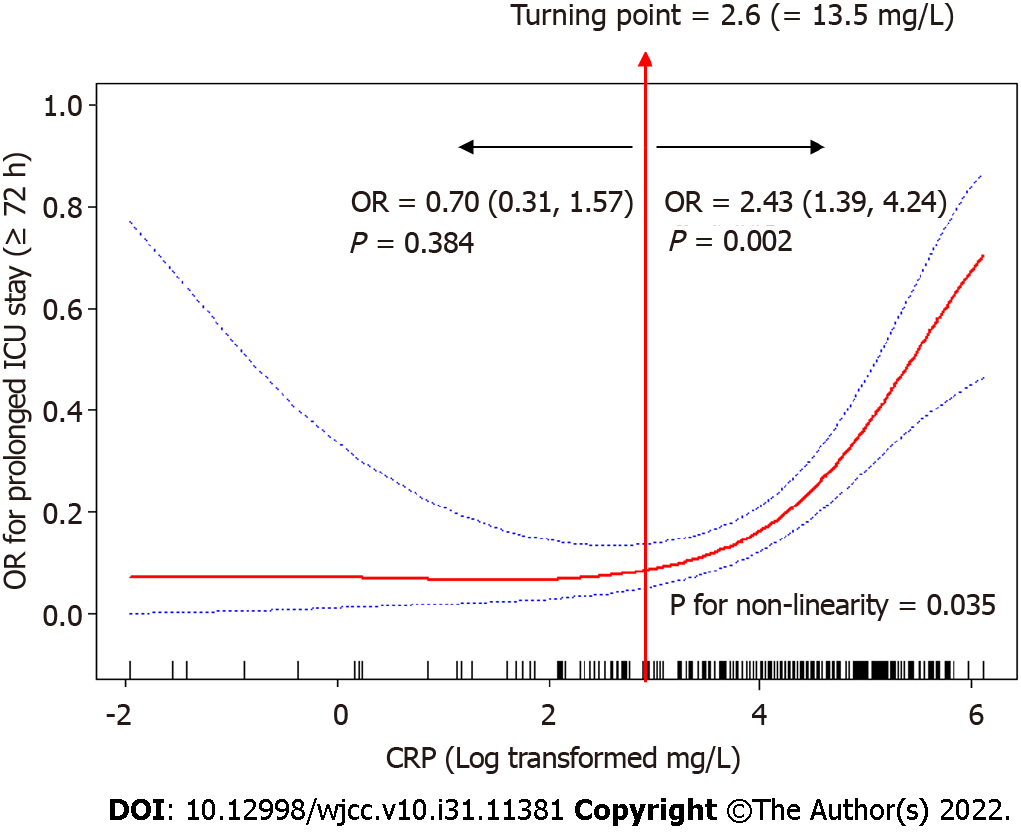 Turning point = 2.6 (= 13.5 mg/L)
1.0
0.8
0.6
0.4
0.2
0.0
OR for prolonged ICU stay (≥ 72 h)
OR = 0.70 (0.31, 1.57)
P = 0.384
OR = 2.43 (1.39, 4.24)
P = 0.002
P for non-linearity = 0.035
-2 0 2 4 6
CRP (Log transformed mg/L)
DOI: 10.12998/wjcc.v10.i31.11381 Copyright ©The Author(s) 2022.